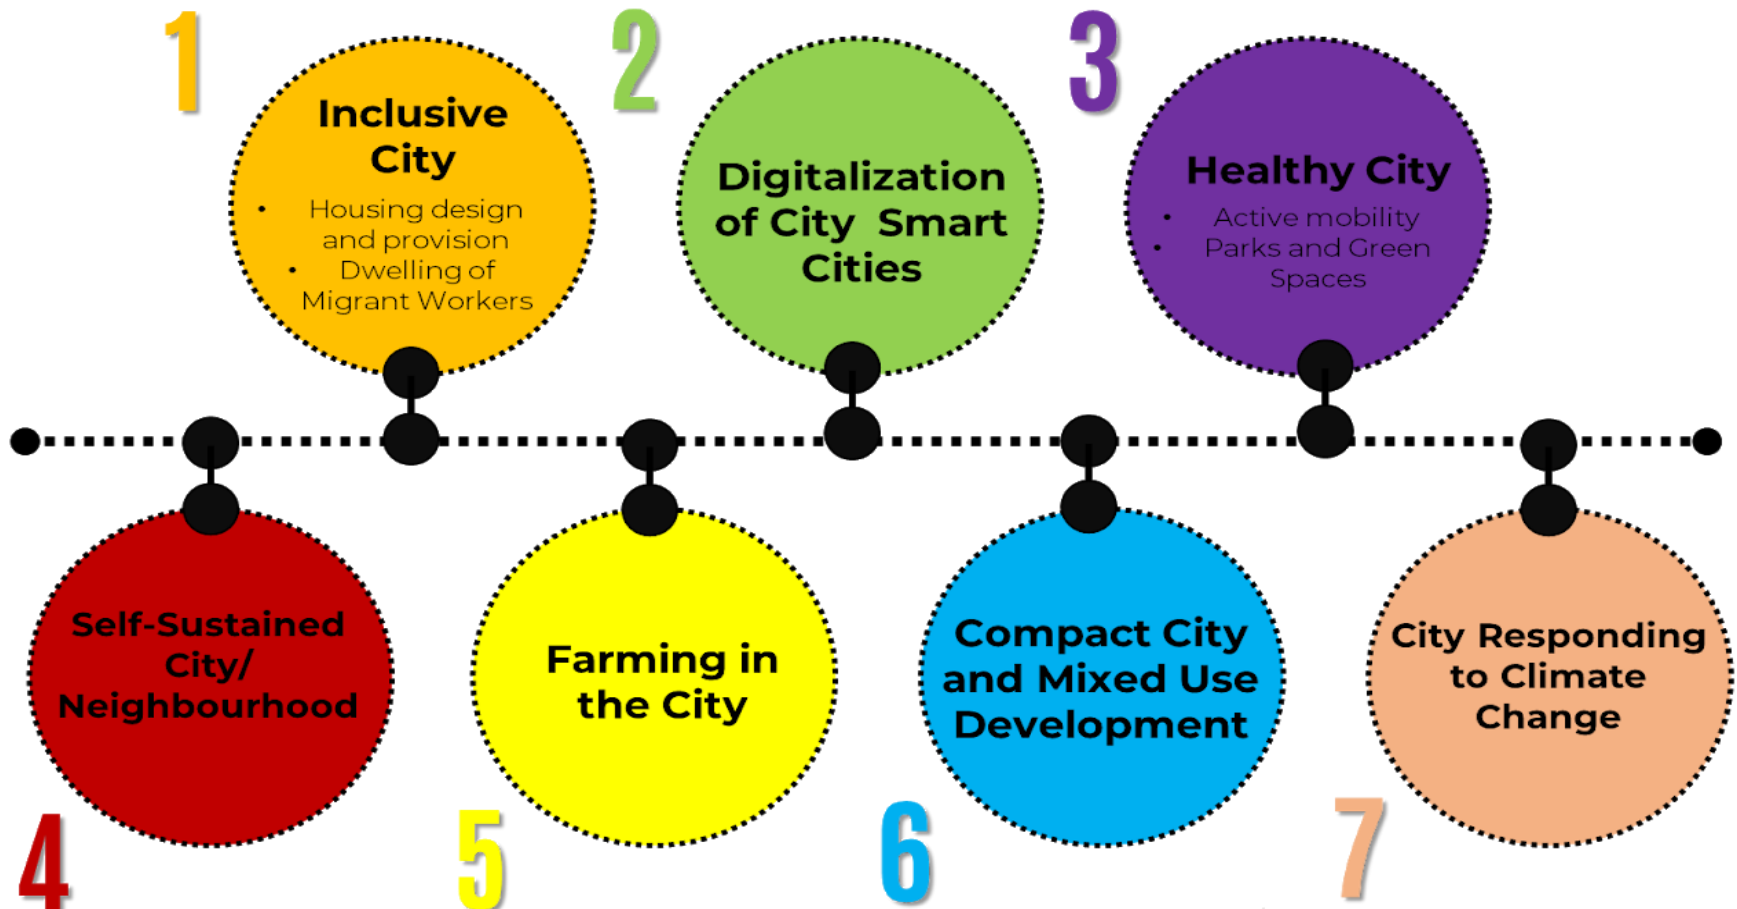 1
Inclusive
City
• Housing design
and provision
• Dwelling of
Migrant Workers
2
Digitalization
of City Smart
Cities
3
Healthy City
• Active mobility
• Parks and Green
Spaces
4
Self-Sustained
City/
Neighbourhood
5
Farming in
the City
6
Compact City
and Mixed Use
Development
7
City Responding
to Climate
Change